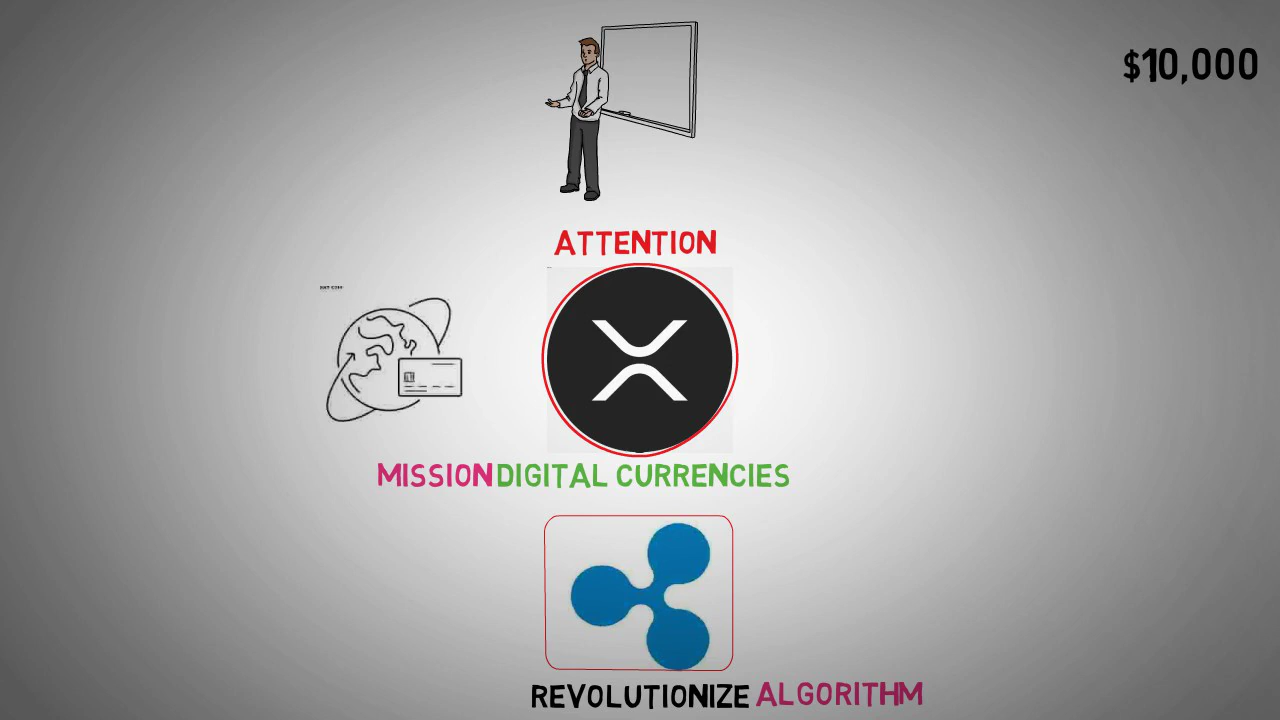 $10,000
ATTENTION
MISSION DIGITAL CURRENCIES
REVOLUTIONIZE ALGORITHM